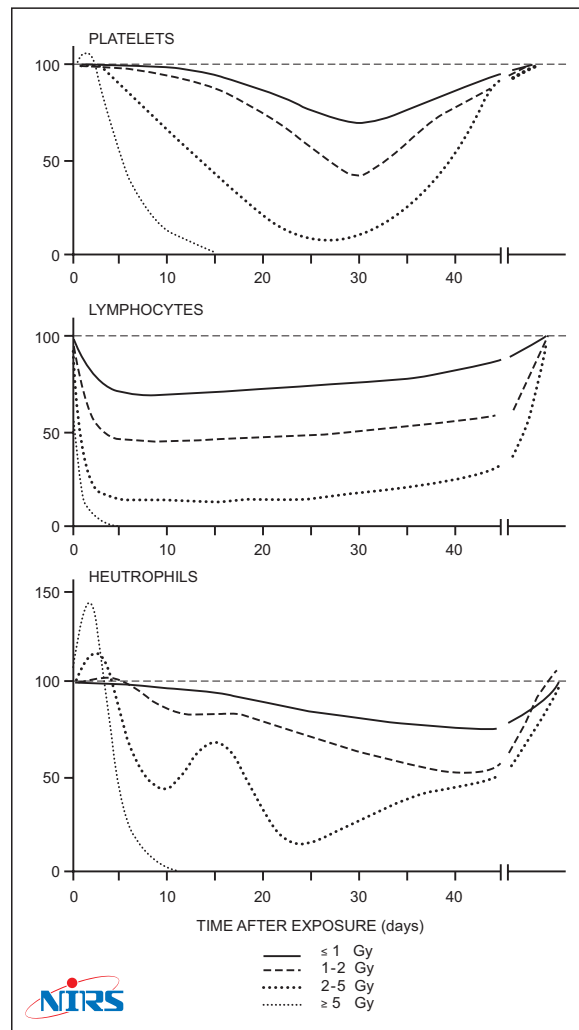 PLATELETS
100
50
0
0 10 20 30 40
LYMPHOCYTES
100
50
0
0 10 20 30 40
HEUTROPHILS
150
100
50
0
0 10 20 30 40
TIME AFTER EXPOSURE (days)
≤ 1 Gy
1-2 Gy
2-5 Gy
≥ 5 Gy
NIRS